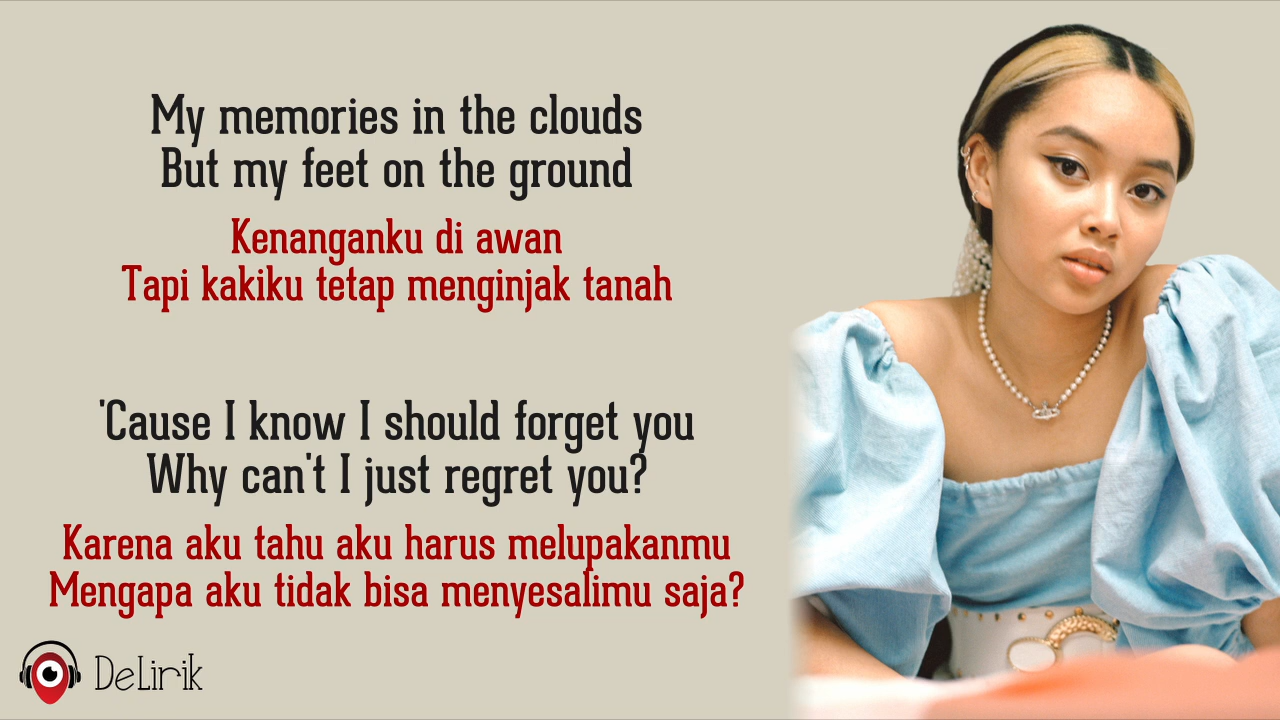 My memories in the clouds
But my feet on the ground
Kenanganku di awan
Tapi kakiku tetap menginjak tanah
'Cause I know I should forget you
Why can't I just regret you?
Karena aku tahu aku harus melupakanmu
Mengapa aku tidak bisa menyesalimu saja?
DeLirik